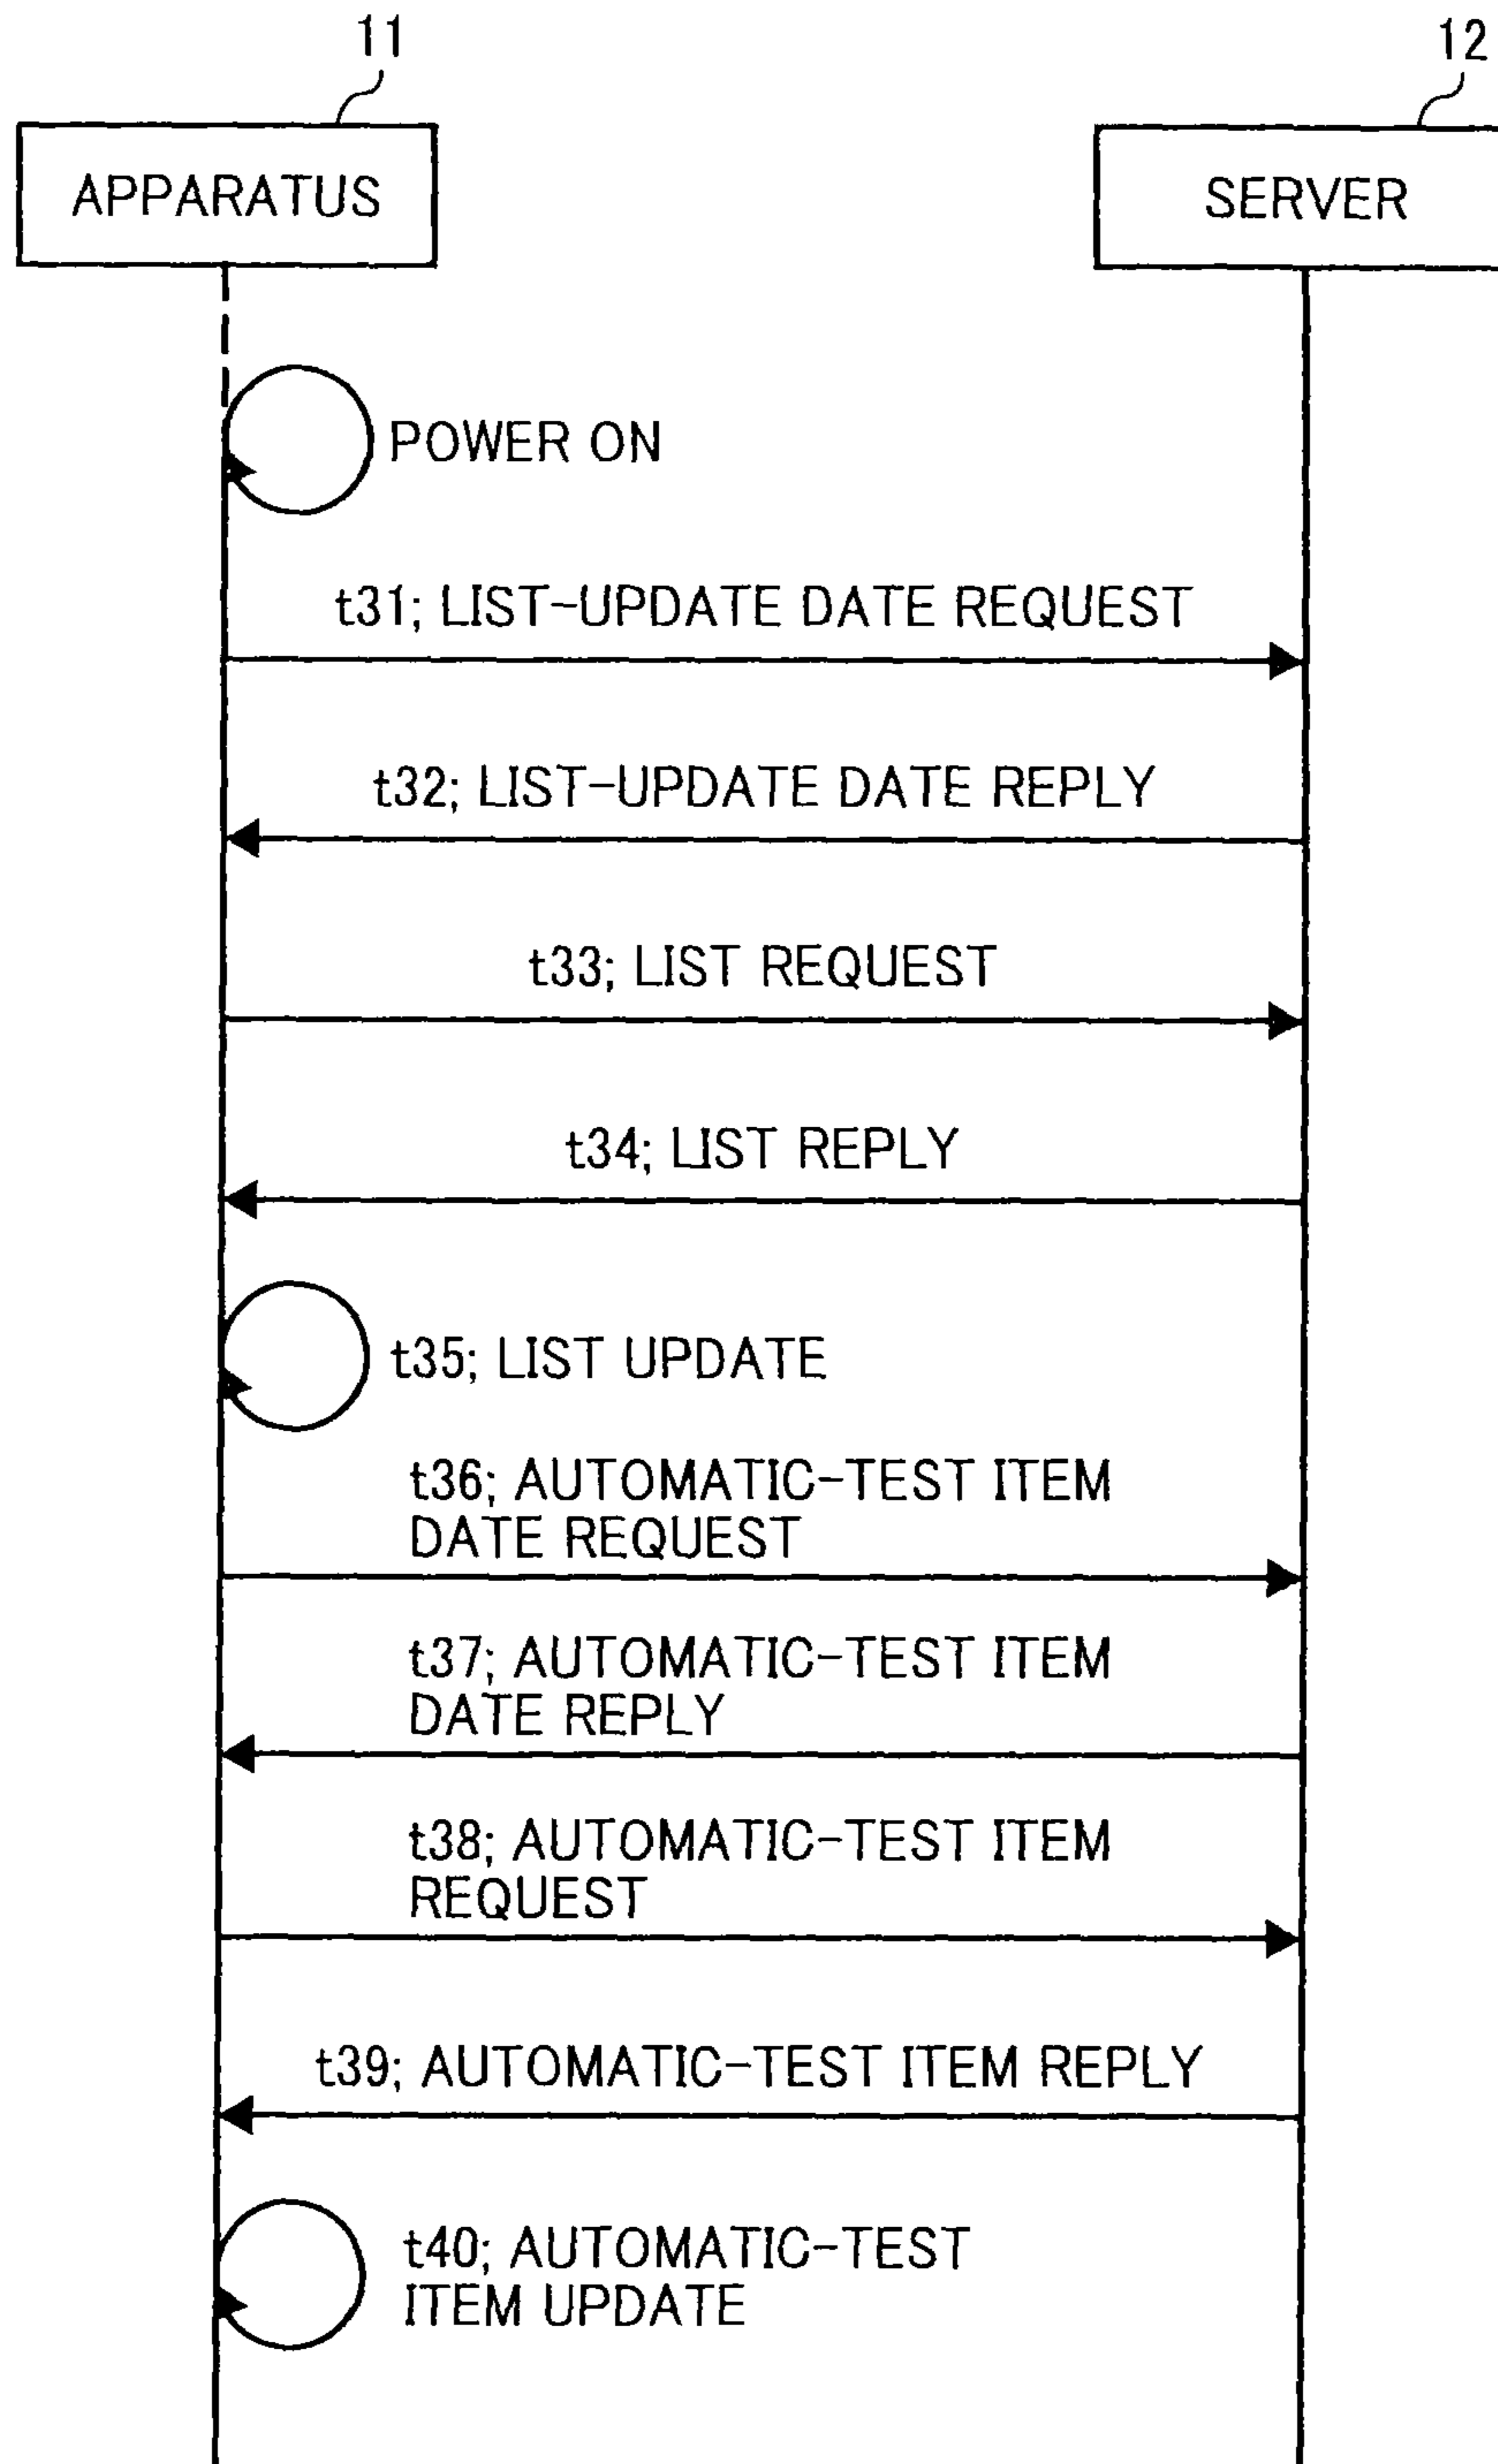 11
12
APPARATUS
SERVER
POWER ON
t31; LIST-UPDATE DATE REQUEST
t32; LIST-UPDATE DATE REPLY
t33; LIST REQUEST
t34; LIST REPLY
t35; LIST UPDATE
t36; AUTOMATIC-TEST ITEM
DATE REQUEST
t37; AUTOMATIC-TEST ITEM
DATE REPLY
t38; AUTOMATIC-TEST ITEM
REQUEST
t39; AUTOMATIC-TEST ITEM REPLY
t40; AUTOMATIC-TEST
ITEM UPDATE